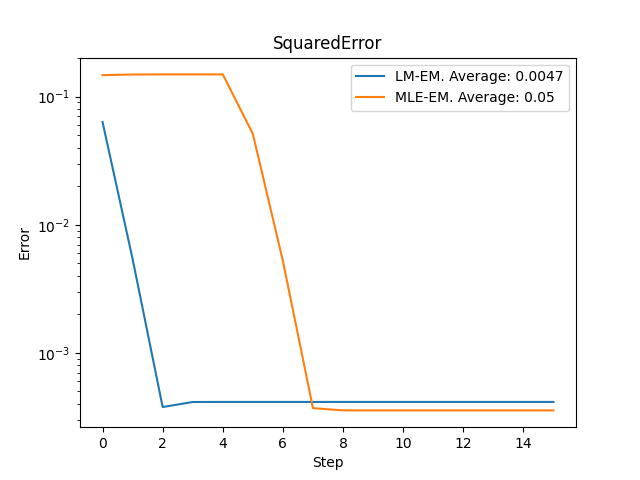 SquaredError
LM-EM. Average: 0.0047
MLE-EM. Average: 0.05
10⁻¹
10⁻²
10⁻³
Error
0 2 4 6 8 10 12 14
Step